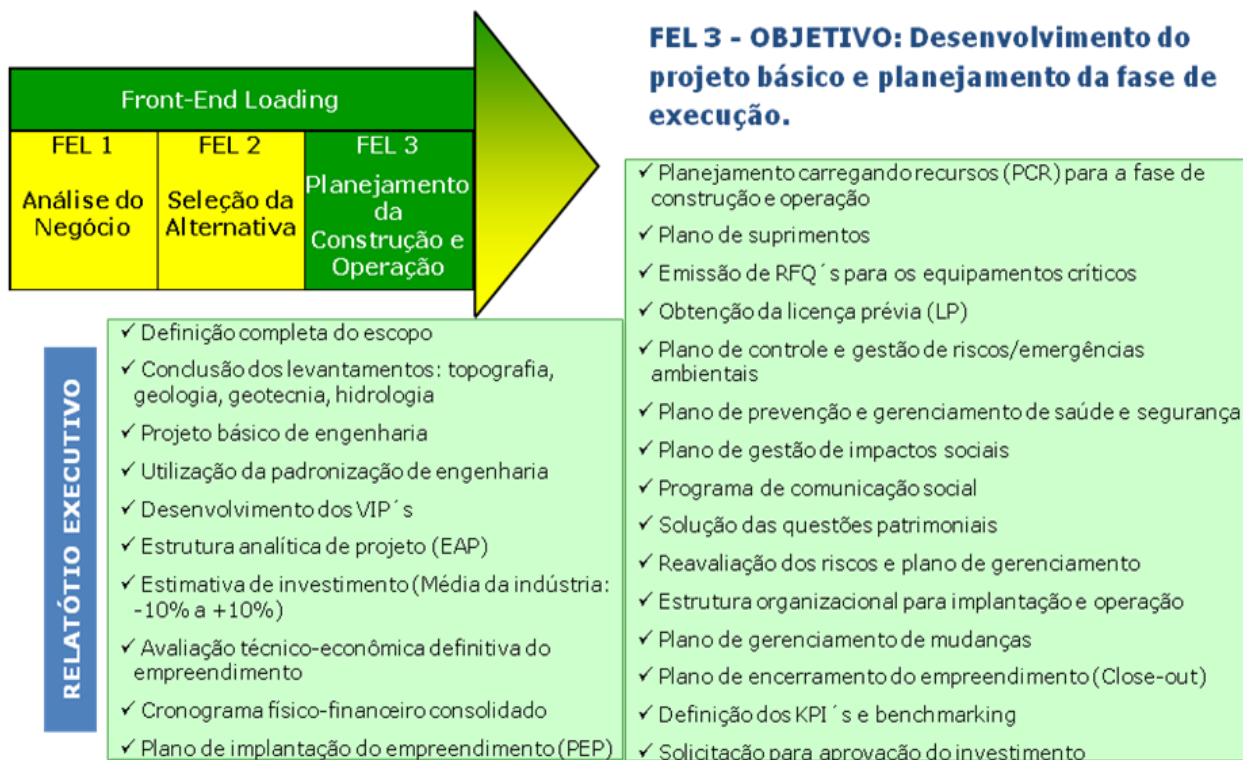 Front-End Loading
FEL 1
Análise do
Negócio
FEL 2
Seleção da
Alternativa
FEL 3
Planejamento
da
Construção e
Operação
FEL 3 - OBJETIVO: Desenvolvimento do
projeto básico e planejamento da fase de
execução.
RELATÓTIO EXECUTIVO
✓ Definição completa do escopo
✓ Conclusão dos levantamentos: topografia,
geologia, geotecnia, hidrologia
✓ Projeto básico de engenharia
✓ Utilização da padronização de engenharia
✓ Desenvolvimento dos VIP´s
✓ Estrutura analítica de projeto (EAP)
✓ Estimativa de investimento (Média da indústria:
-10% a +10%)
✓ Avaliação técnico-econômica definitiva do
empreendimento
✓ Cronograma físico-financeiro consolidado
✓ Plano de implantação do empreendimento (PEP)
✓ Planejamento carregando recursos (PCR) para a fase de
construção e operação
✓ Plano de suprimentos
✓ Emissão de RFQ´s para os equipamentos críticos
✓ Obtenção da licença prévia (LP)
✓ Plano de controle e gestão de riscos/emergências
ambientais
✓ Plano de prevenção e gerenciamento de saúde e segurança
✓ Plano de gestão de impactos sociais
✓ Programa de comunicação social
✓ Solução das questões patrimoniais
✓ Reavaliação dos riscos e plano de gerenciamento
✓ Estrutura organizacional para implantação e operação
✓ Plano de gerenciamento de mudanças
✓ Plano de encerramento do empreendimento (Close-out)
✓ Definição dos KPI´s e benchmarking
✓ Solicitação para aprovação do investimento